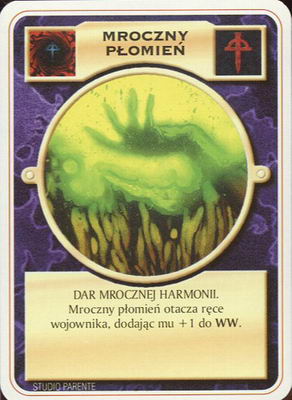 MROCZNY
PŁOMIEŃ
DAR MROCZNEJ HARMONII.
Mroczny płomień otacza ręce
wojownika, dodając mu +1 do WW.
STUDIO PARENTE